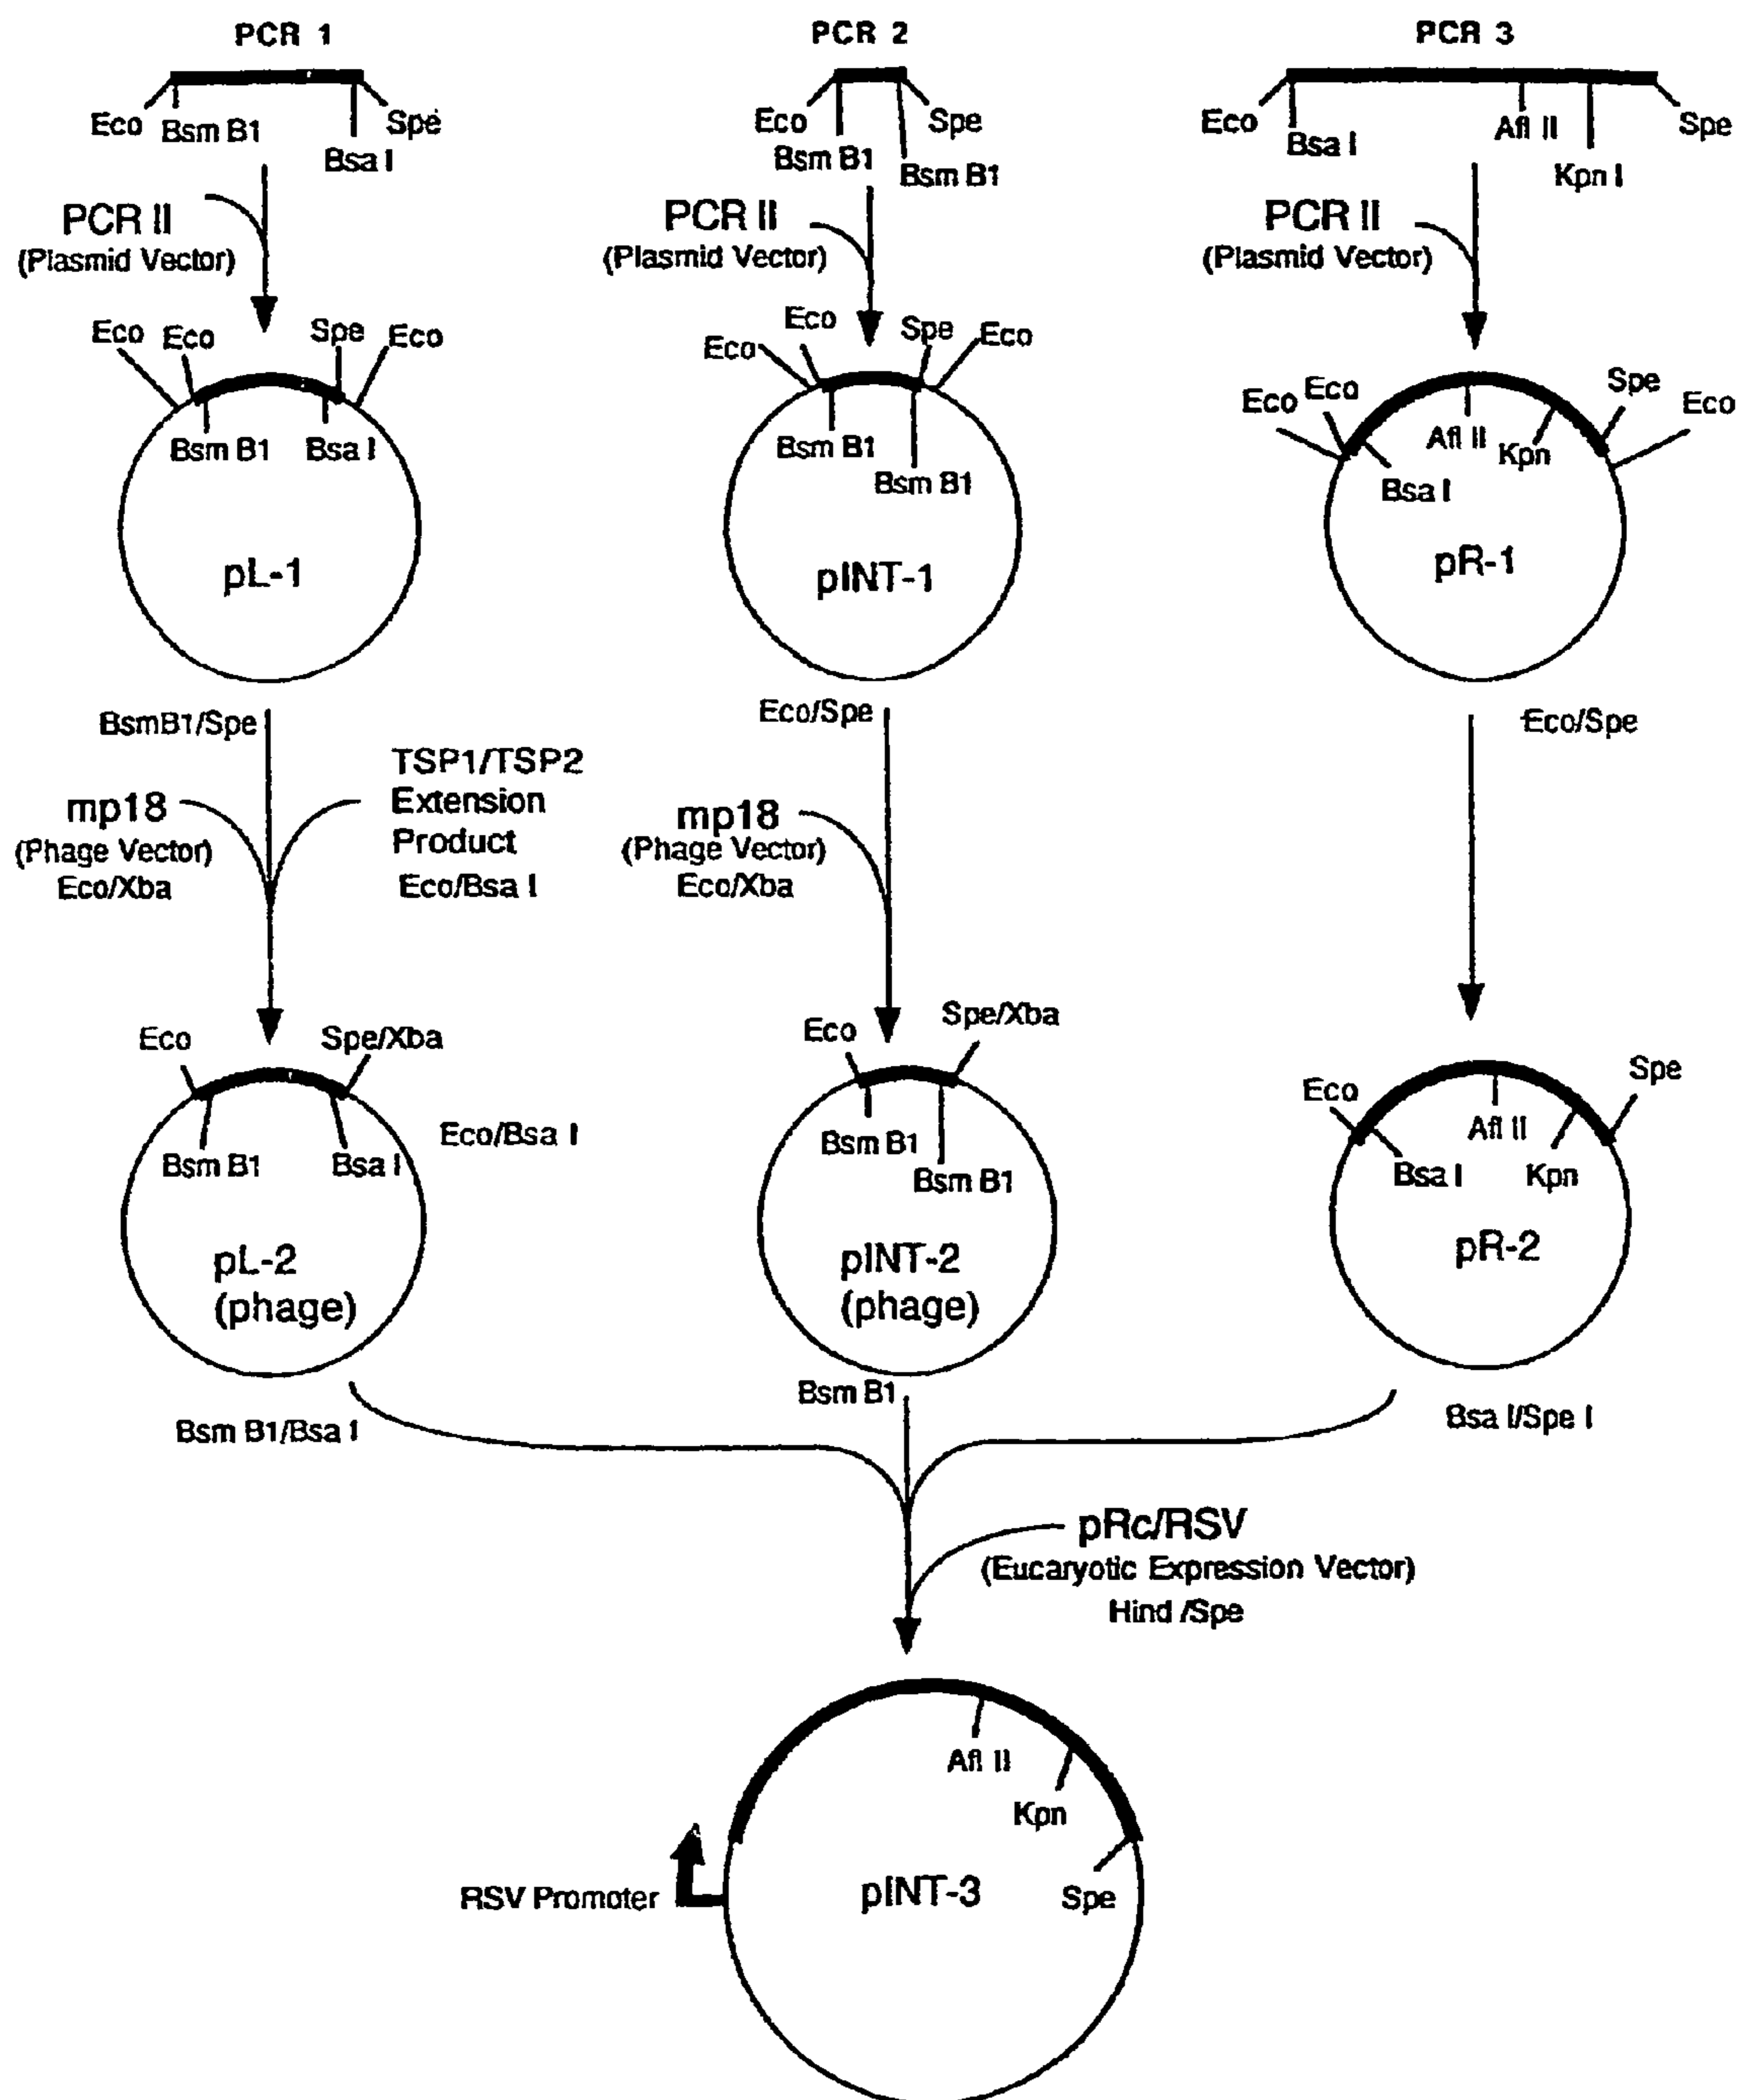 PCR 1
PCR 2
PCR 3
Eco
Bsm B1
Bsa I
Spe
Eco
Bsm B1
Bsm B1
Spe
Eco
Bsa I
Afl II
Kpn I
Spe
PCR II
(Plasmid Vector)
PCR II
(Plasmid Vector)
PCR II
(Plasmid Vector)
Eco
Eco
Spe
Eco
Bsm B1
Bsa I
pL-1
Eco
Eco
Spe
Eco
Bsm B1
Bsm B1
pINT-1
Eco
Eco
Spe
Eco
Afl II
Kpn
Bsa I
pR-1
BsmB1/Spe
mp18
(Phage Vector)
Eco/Xba
TSP1/TSP2
Extension
Product
Eco/Bsa I
Eco/Spe
mp18
(Phage Vector)
Eco/Xba
Eco/Spe
Eco
Spe/Xba
Bsm B1
Bsa I
Eco/Bsa I
pL-2
(phage)
Eco
Spe/Xba
Bsm B1
Bsm B1
pINT-2
(phage)
Eco
Spe
Afl II
Bsa I
Kpn
pR-2
Bsm B1/Bsa I
Bsm B1
Bsa I/Spe I
pRc/RSV
(Eucaryotic Expression Vector)
Hind /Spe
Afl II
Kpn
Spe
RSV Promoter
pINT-3